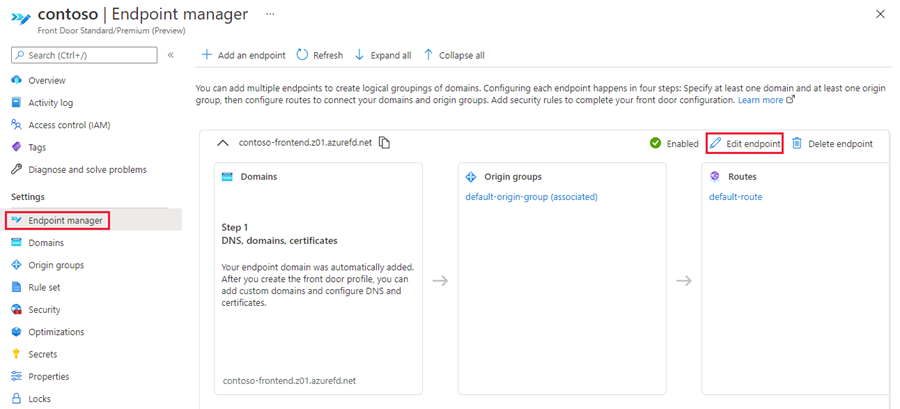 contoso | Endpoint manager ...
Front Door Standard/Premium (Preview)
Search (Ctrl+/)
«
Overview
Activity log
Access control (IAM)
Tags
Diagnose and solve problems
Settings
Endpoint manager
Domains
Origin groups
Rule set
Security
Optimizations
Secrets
Properties
Locks
Add an endpoint Refresh Expand all Collapse all
You can add multiple endpoints to create logical groupings of domains. Configuring each endpoint happens in four steps: Specify at least one domain and at least one origin
group, then configure routes to connect your domains and origin groups. Add security rules to complete your front door configuration. Learn more
contoso-frontend.z01.azurefd.net Enabled Edit endpoint Delete endpoint
Domains
Step 1
DNS, domains, certificates
Your endpoint domain was automatically added.
After you create the front door profile, you can
add custom domains and configure DNS and
certificates.
contoso-frontend.z01.azurefd.net
Origin groups
default-origin-group (associated)
Routes
default-route